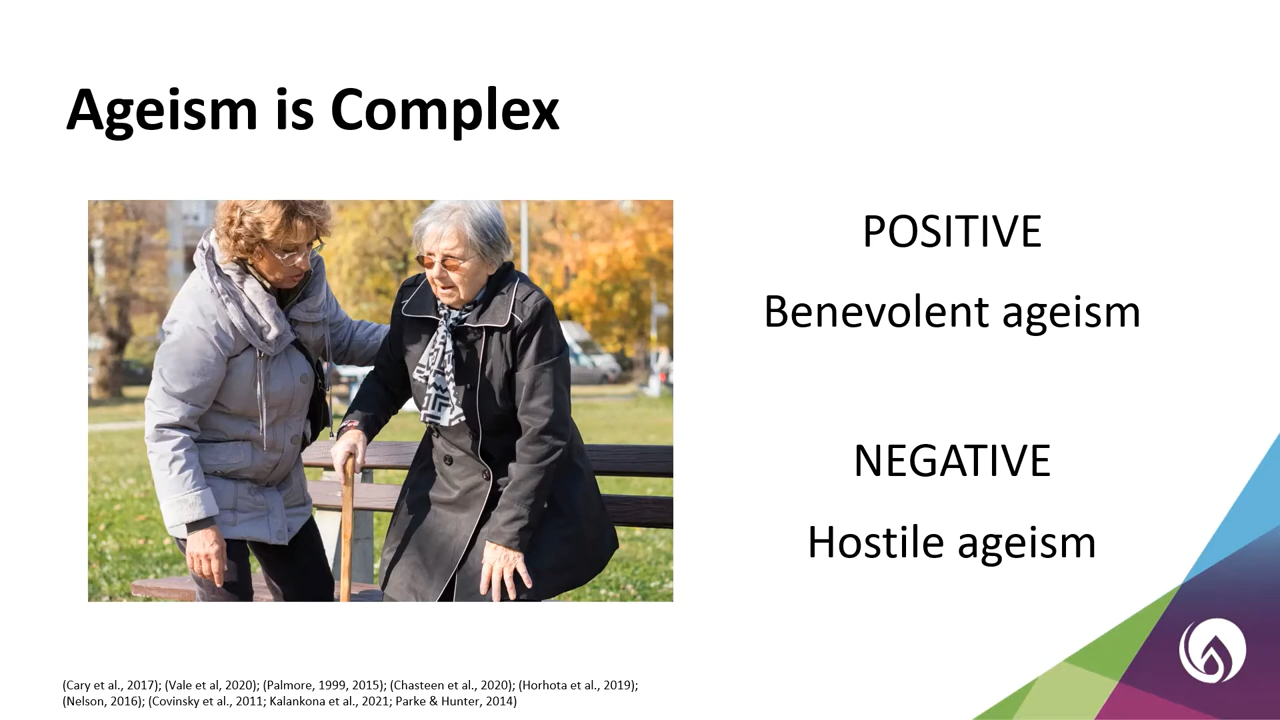 Ageism is Complex
POSITIVE
Benevolent ageism
NEGATIVE
Hostile ageism
(Cary et al., 2017); (Vale et al, 2020); (Palmore, 1999, 2015); (Chasteen et al., 2020); (Horhota et al., 2019);
(Nelson, 2016); (Covinsky et al., 2011; Kalankona et al., 2021; Parke & Hunter, 2014)